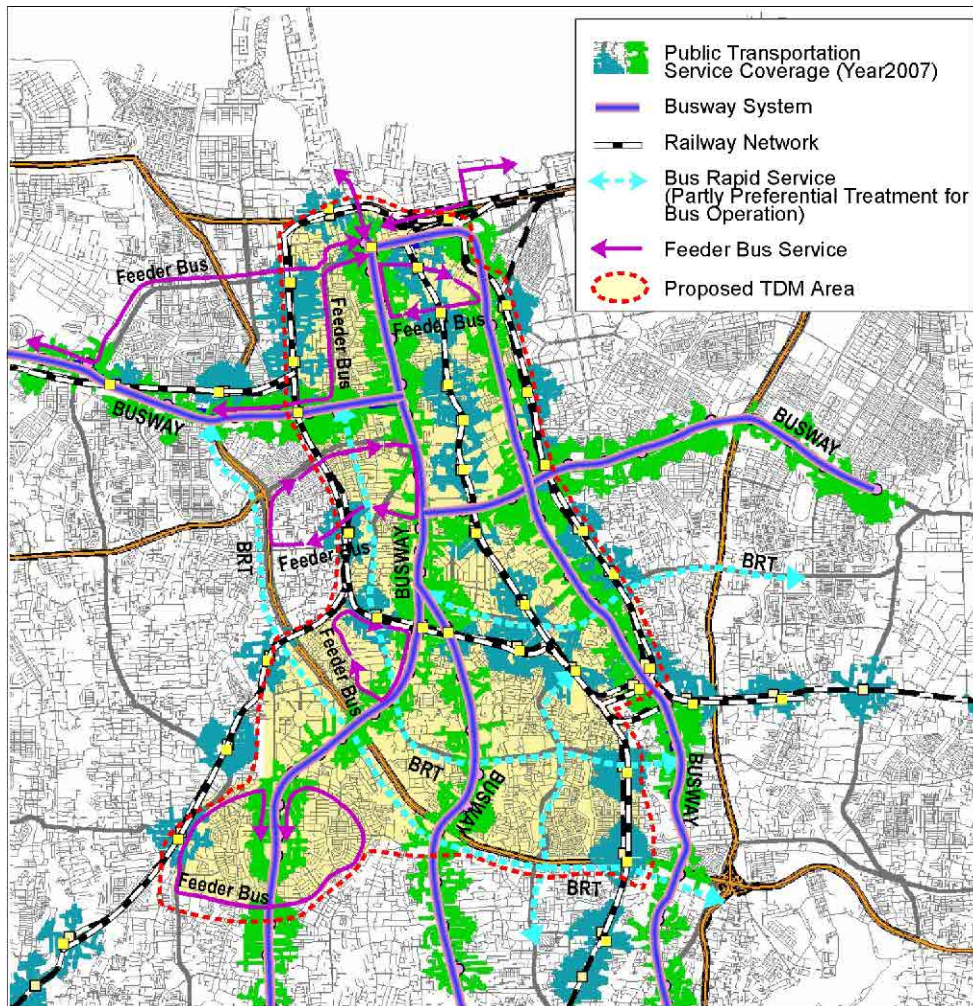 Public Transportation
Service Coverage (Year2007)
Busway System
Railway Network
Bus Rapid Service
(Partly Preferential Treatment for
Bus Operation)
Feeder Bus Service
Proposed TDM Area
Feeder Bus
Feeder Bus
Feeder Bus
BUSWAY
BUSWAY
Feeder Bus
BRT
BUSWAY
BRT
Feeder Bus
BRT
BUSWAY
BUSWAY
Feeder Bus
BRT